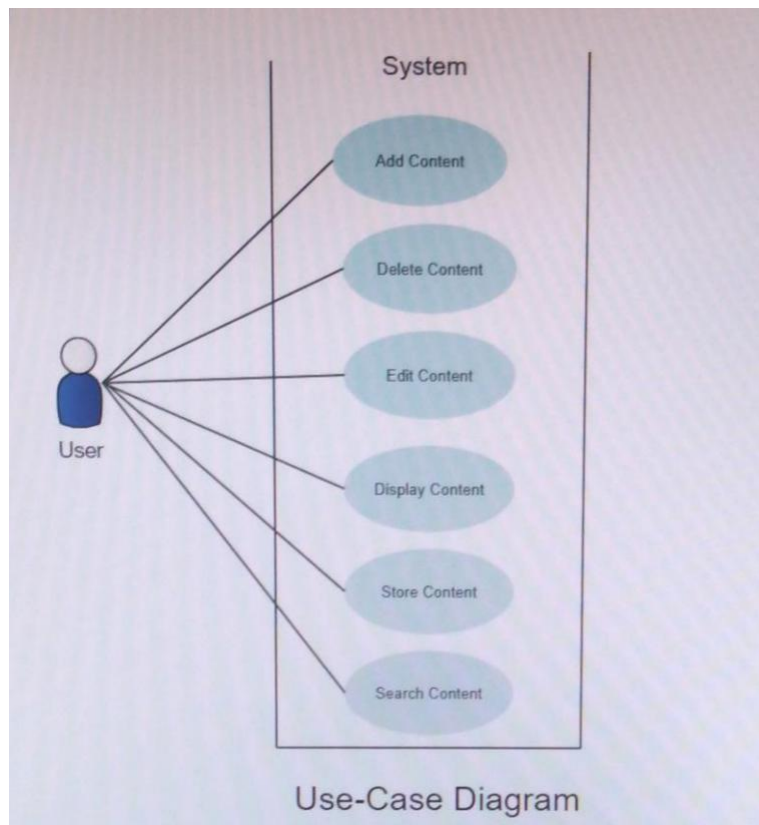 System
Add Content
Delete Content
Edit Content
User
Display Content
Store Content
Search Content
Use-Case Diagram